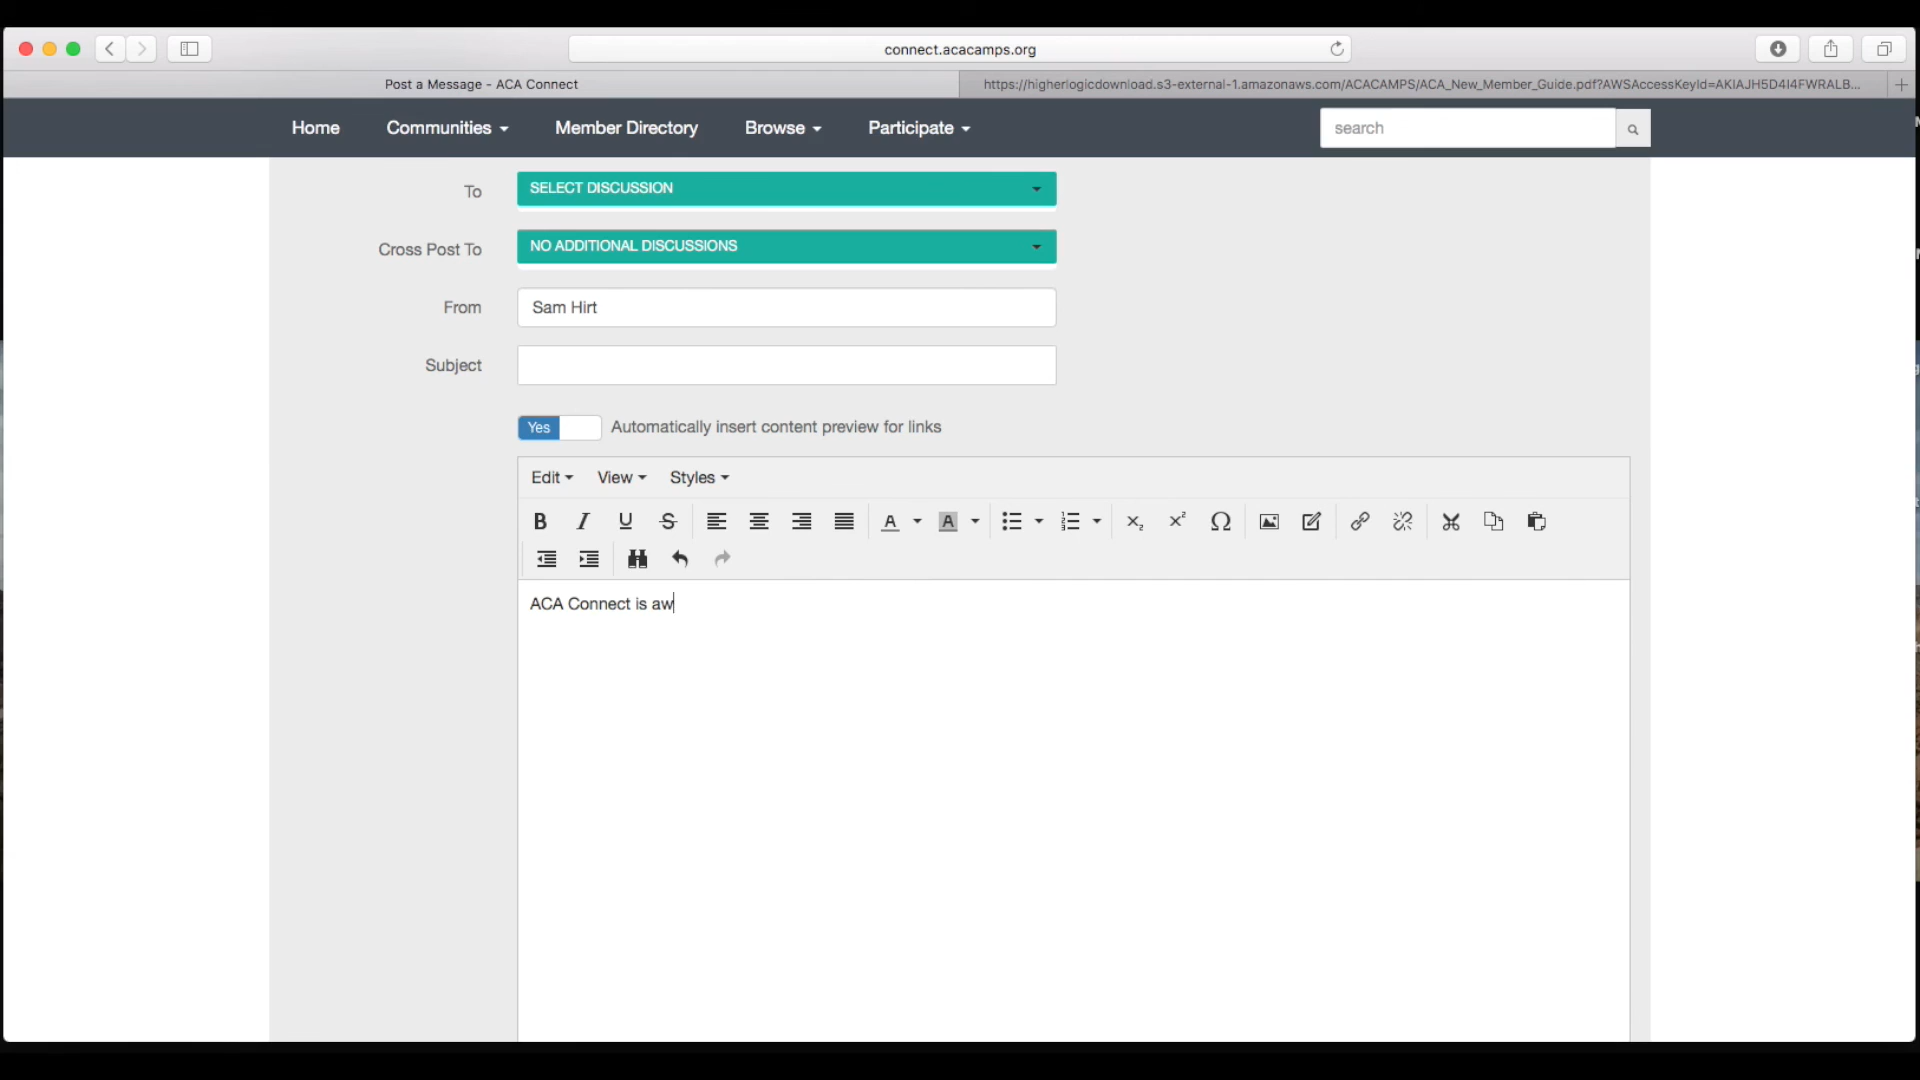 connect.acacamps.org
Post a Message - ACA Connect
https://higherlogicdownload.s3-external-1.amazonaws.com/ACACAMPS/ACA_New_Member_Guide.pdf?AWSAccessKeyId=AKIAJH5D4I4FWRALB...
Home Communities Member Directory Browse Participate search
To SELECT DISCUSSION
Cross Post To NO ADDITIONAL DISCUSSIONS
From Sam Hirt
Subject
Yes Automatically insert content preview for links
Edit View Styles
ACA Connect is aw